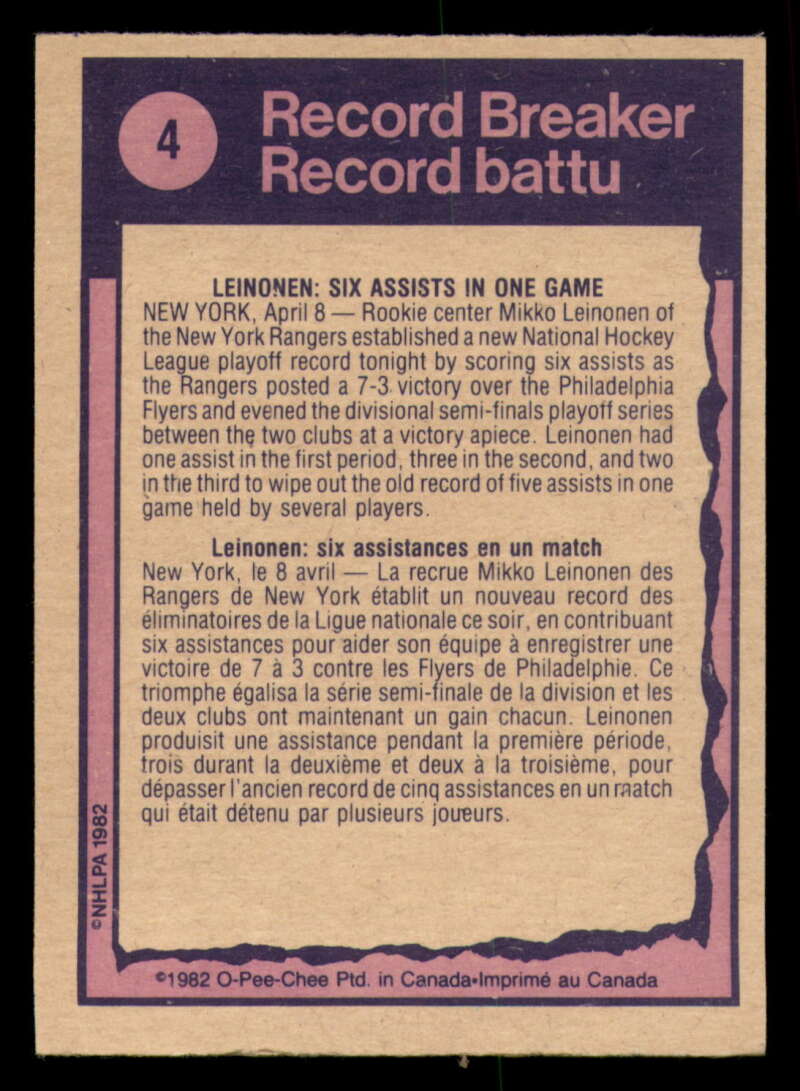 4
Record Breaker
Record battu
LEINONEN: SIX ASSISTS IN ONE GAME
NEW YORK, April 8 — Rookie center Mikko Leinonen of
the New York Rangers established a new National Hockey
League playoff record tonight by scoring six assists as
the Rangers posted a 7-3 victory over the Philadelphia
Flyers and evened the divisional semi-finals playoff series
between the two clubs at a victory apiece. Leinonen had
one assist in the first period, three in the second, and two
in the third to wipe out the old record of five assists in one
game held by several players.
Leinonen: six assistances en un match
New York, le 8 avril — La recrue Mikko Leinonen des
Rangers de New York établit un nouveau record des
éliminatoires de la Ligue nationale ce soir, en contribuant
six assistances pour aider son équipe à enregistrer une
victoire de 7 à 3 contre les Flyers de Philadelphie. Ce
triomphe égalisa la série semi-finale de la division et les
deux clubs ont maintenant un gain chacun. Leinonen
produisit une assistance pendant la première période,
trois durant la deuxième et deux à la troisième, pour
dépasser l'ancien record de cinq assistances en un match
qui était détenu par plusieurs joueurs.
©NHLPA 1982
©1982 O-Pee-Chee Ptd. in Canada•Imprimé au Canada